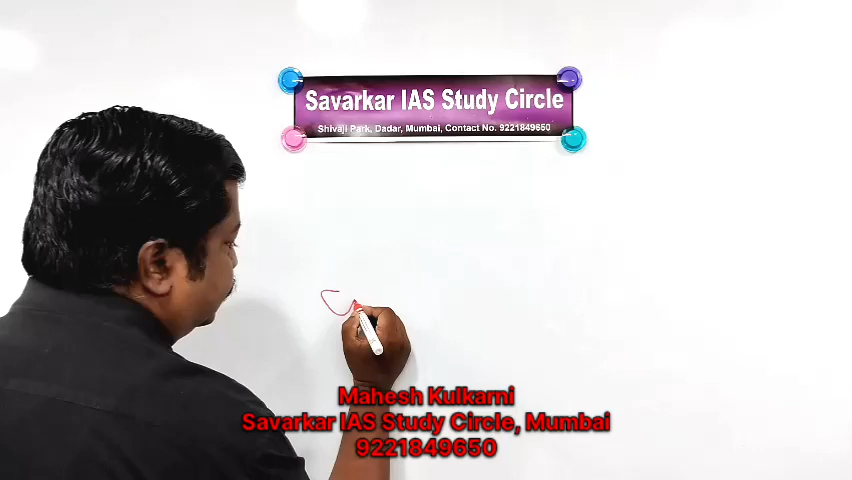 Savarkar IAS Study Circle
Shivaji Park, Dadar, Mumbai, Contact No. 9221849650
Mahesh Kulkarni
Savarkar IAS Study Circle, Mumbai
9221849650